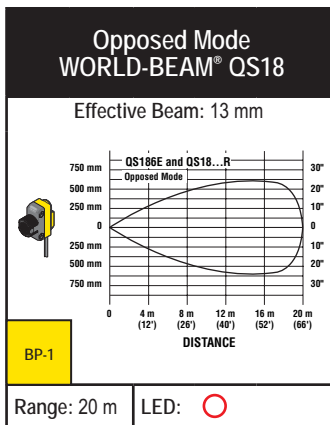 Opposed Mode
WORLD-BEAM® QS18
Effective Beam: 13 mm
QS186E and QS18...R
Opposed Mode
750 mm
500 mm
250 mm
0
250 mm
500 mm
750 mm
30"
20"
10"
0
10"
20"
30"
0
4 m
(12')
8 m
(26')
12 m
(40')
16 m
(52')
20 m
(66')
DISTANCE
BP-1
Range: 20 m
LED: